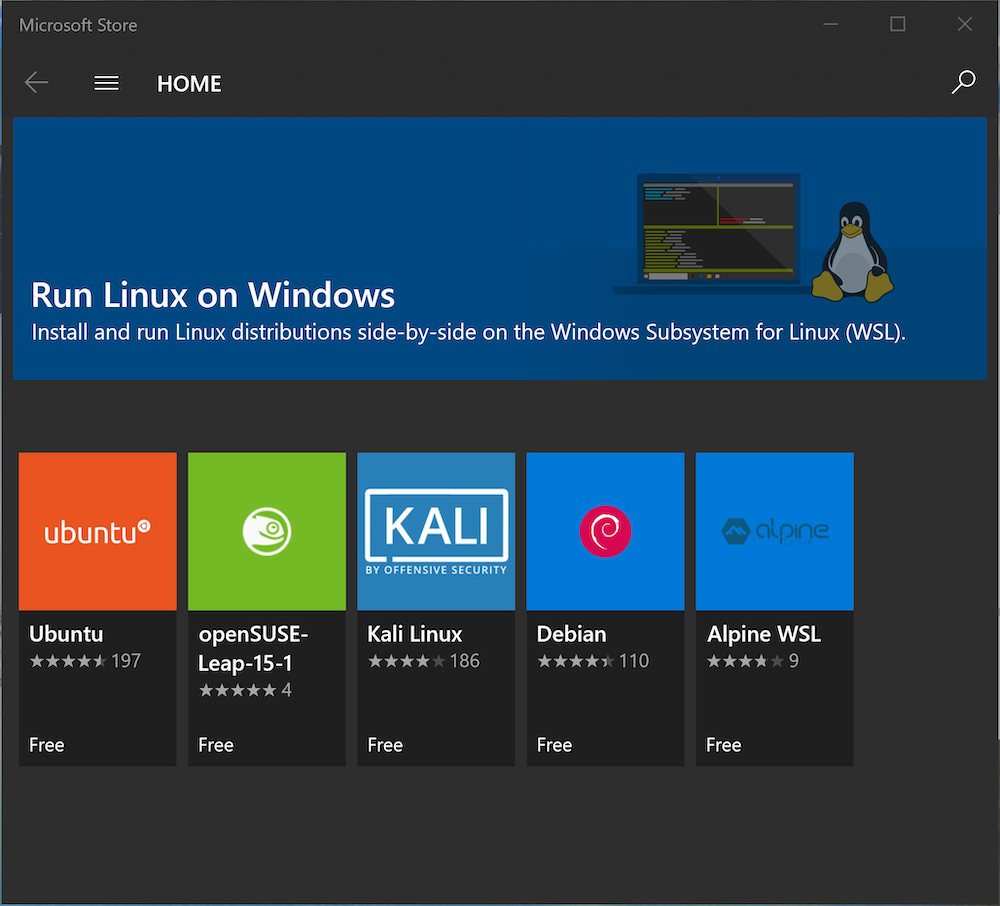 Microsoft Store
HOME
Run Linux on Windows
Install and run Linux distributions side-by-side on the Windows Subsystem for Linux (WSL).
ubuntu
KALI
BY OFFENSIVE SECURITY
alpine
Ubuntu
197
Free
openSUSE-
Leap-15-1
4
Free
Kali Linux
186
Free
Debian
110
Free
Alpine WSL
9
Free